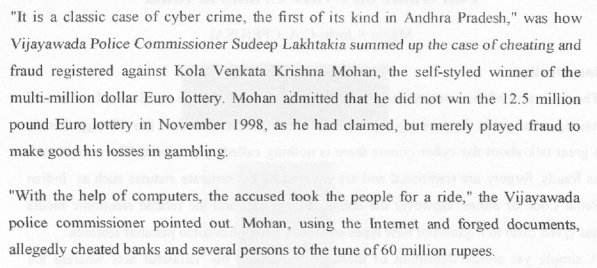 "It is a classic case of cyber crime, the first of its kind in Andhra Pradesh," was how
Vijayawada Police Commissioner Sudeep Lakhtakia summed up the case of cheating and
fraud registered against Kola Venkata Krishna Mohan, the self-styled winner of the
multi-million dollar Euro lottery. Mohan admitted that he did not win the 12.5 million
pound Euro lottery in November 1998, as he had claimed, but merely played fraud to
make good his losses in gambling.
"With the help of computers, the accused took the people for a ride," the Vijayawada
police commissioner pointed out. Mohan, using the Internet and forged documents,
allegedly cheated banks and several persons to the tune of 60 million rupees.